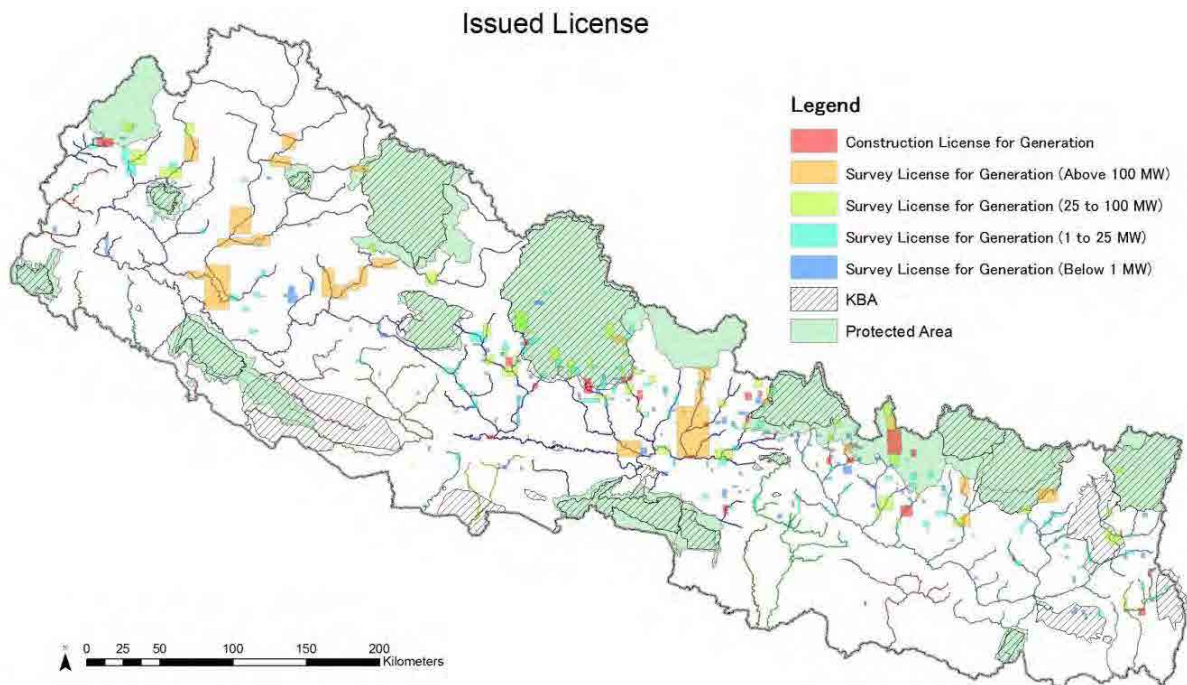 Issued License
Legend
Construction License for Generation
Survey License for Generation (Above 100 MW)
Survey License for Generation (25 to 100 MW)
Survey License for Generation (1 to 25 MW)
Survey License for Generation (Below 1 MW)
KBA
Protected Area
0 25 50 100 150 200
Kilometers